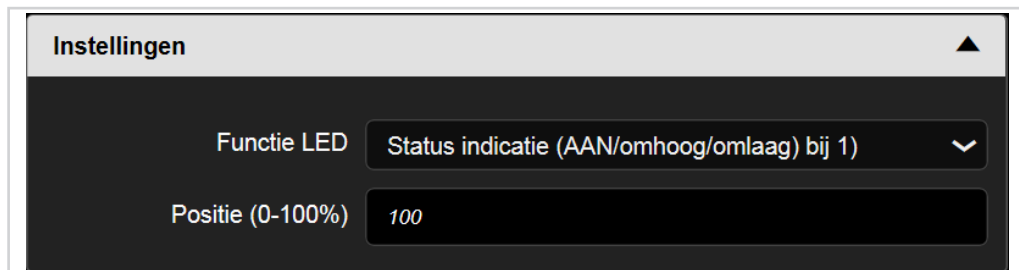 Instellingen
Functie LED Status indicatie (AAN/omhoog/omlaag) bij 1)
Positie (0-100%) 100